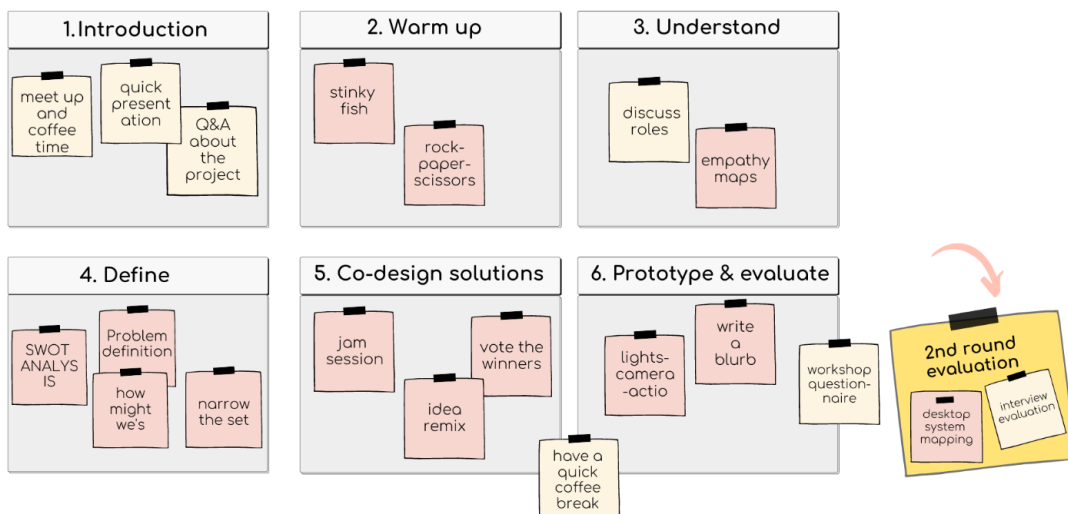 1.Introduction
meet up
and
coffee
time
quick
present
ation
Q&A
about
the
project
2. Warm up
stinky
fish
rock-
paper-
scissors
3. Understand
discuss
roles
empathy
maps
4. Define
SWOT
ANALYS
IS
Problem
definition
how
might
we's
narrow
the set
5. Co-design solutions
jam
session
idea
remix
vote the
winners
have a
quick
coffee
break
6. Prototype & evaluate
lights-
camera
-actio
write
a
blurb
workshop
question-
naire
2nd round
evaluation
desktop
system
mapping
interview
evaluation